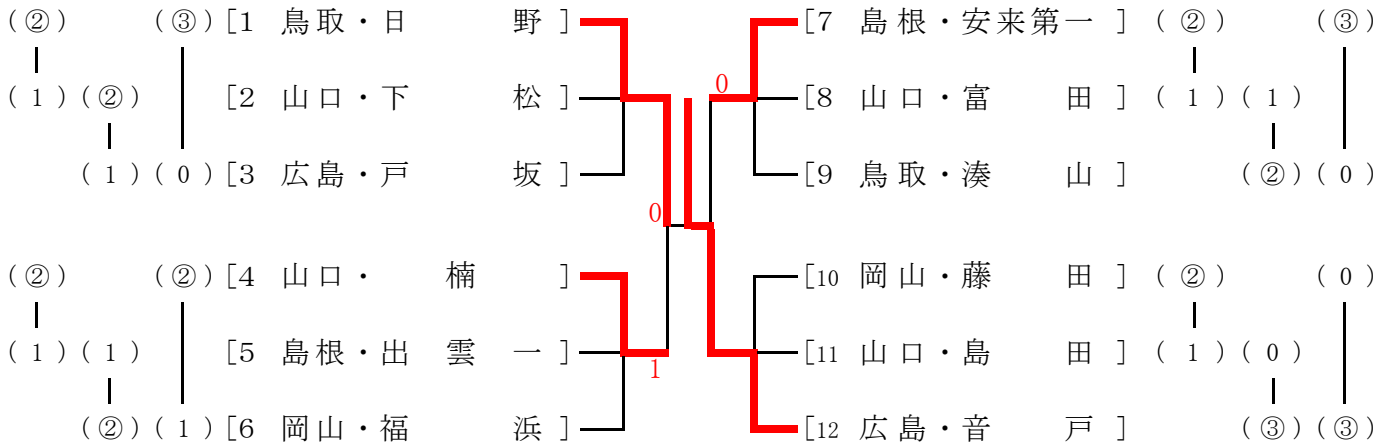 (②) (③) [1 鳥取・日 野 ] [7 島根・安来第一 ] (②) (③)
(1) (②) [2 山口・下 松 ] 0 [8 山口・富 田 ] (1) (1)
(1) (0) [3 広島・戸 坂 ] [9 鳥取・湊 山 ] (②) (0)
0
(②) (②) [4 山口・ 楠 ] [10 岡山・藤 田 ] (②) (0)
(1) (1) [5 島根・出 雲 一 ] 1 [11 山口・島 田 ] (1) (0)
(②) (1) [6 岡山・福 浜 ] [12 広島・音 戸 ] (③) (③)